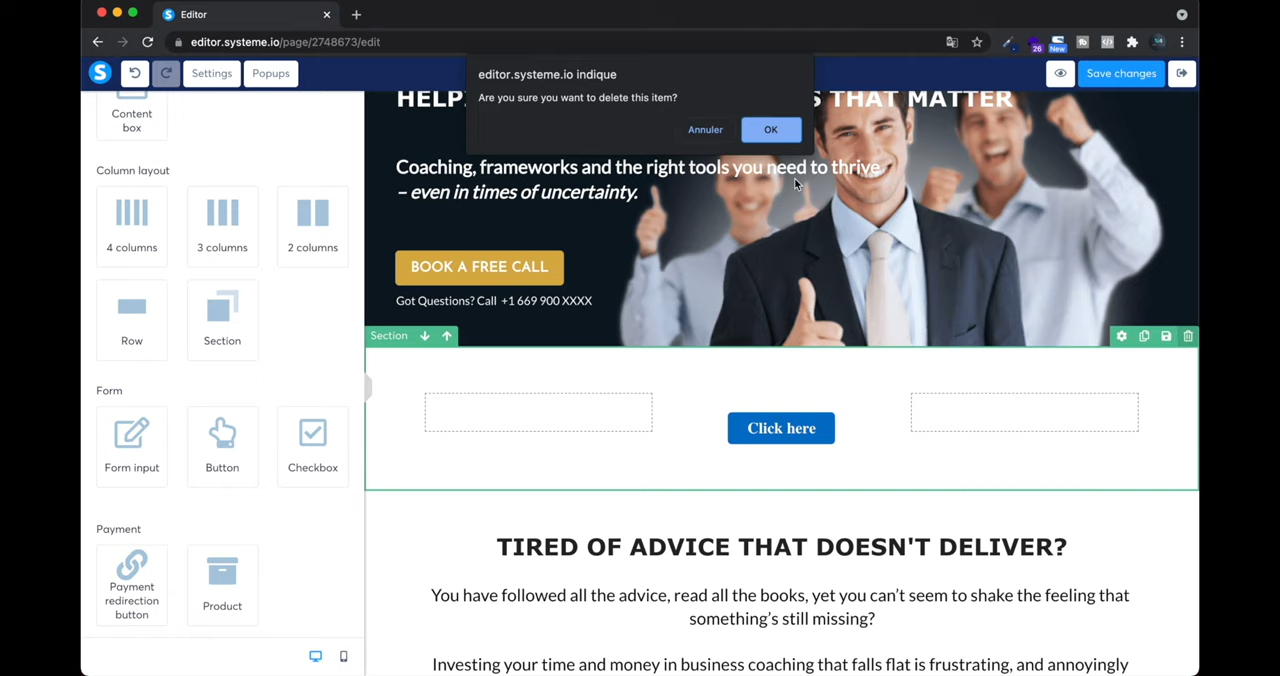 Editor
editor.systeme.io/page/2748673/edit
26
New
Settings
Popups
Save changes
editor.systeme.io indique
Are you sure you want to delete this item?
Annuler
OK
Content
box
Column layout
4 columns
3 columns
2 columns
Row
Section
Form
Form input
Button
Checkbox
Payment
Payment
redirection
button
Product
HELP
S THAT MATTER
Coaching, frameworks and the right tools you need to thrive
– even in times of uncertainty.
BOOK A FREE CALL
Got Questions? Call +1 669 900 XXXX
Section
Click here
TIRED OF ADVICE THAT DOESN'T DELIVER?
You have followed all the advice, read all the books, yet you can’t seem to shake the feeling that
something’s still missing?
Investing your time and money in business coaching that falls flat is frustrating, and annoyingly